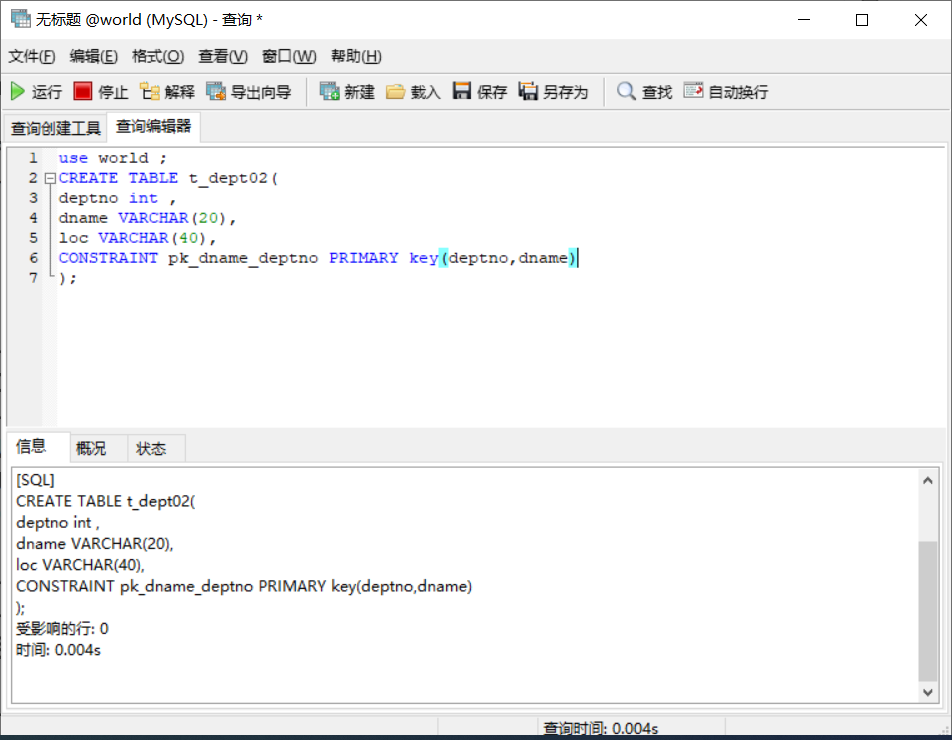 无标题 @world (MySQL) - 查询 *
文件(F) 编辑(E) 格式(O) 查看(V) 窗口(W) 帮助(H)
运行 停止 解释 导出向导 新建 载入 保存 另存为 查找 自动换行
查询创建工具 查询编辑器
1 use world ;
2 CREATE TABLE t_dept02(
3 deptno int ,
4 dname VARCHAR(20),
5 loc VARCHAR(40),
6 CONSTRAINT pk_dname_deptno PRIMARY key(deptno,dname)
7 );
信息 概况 状态
[SQL]
CREATE TABLE t_dept02(
deptno int ,
dname VARCHAR(20),
loc VARCHAR(40),
CONSTRAINT pk_dname_deptno PRIMARY key(deptno,dname)
);
受影响的行: 0
时间: 0.004s
查询时间: 0.004s